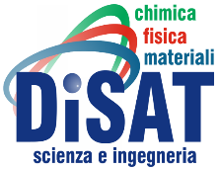 chimica
fisica
materiali
DiSAT
scienza e ingegneria